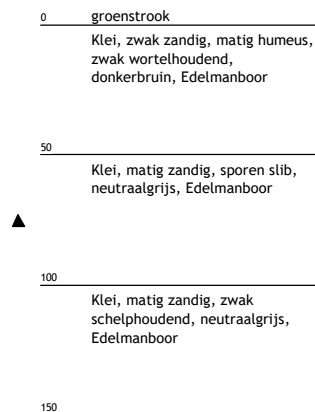 0 groenstrook
Klei, zwak zandig, matig humeus,
zwak wortelhoudend,
donkerbruin, Edelmanboor
50
Klei, matig zandig, sporen slib,
neutraalgrijs, Edelmanboor
100
Klei, matig zandig, zwak
schelphoudend, neutraalgrijs,
Edelmanboor
150